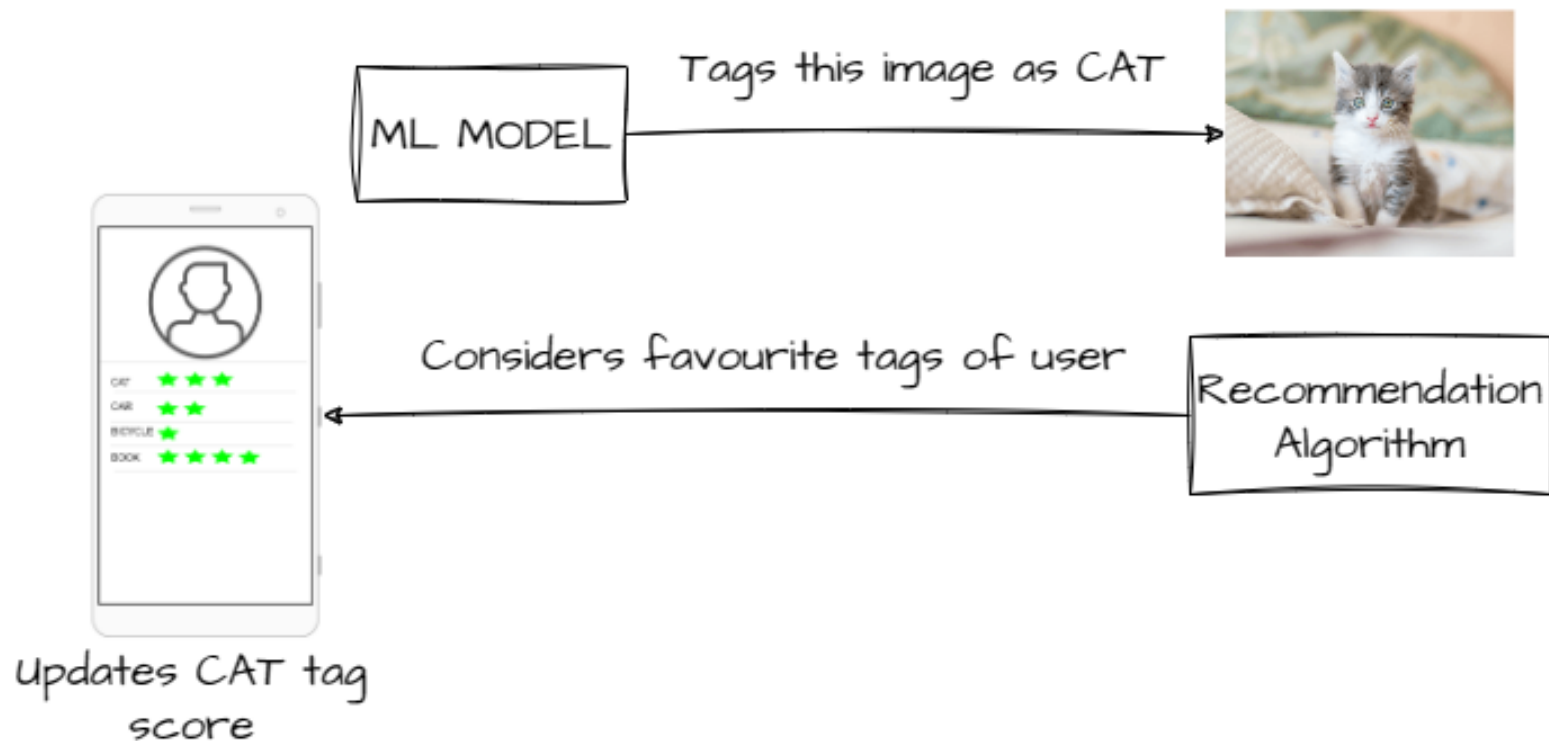 Tags this image as CAT
ML MODEL
Considers favourite tags of user
Recommendation
Algorithm
CAT
CAR
BICYCLE
BOOK
Updates CAT tag
score